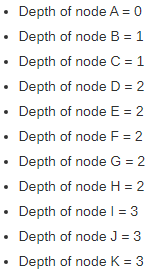 • Depth of node A = 0
• Depth of node B = 1
• Depth of node C = 1
• Depth of node D = 2
• Depth of node E = 2
• Depth of node F = 2
• Depth of node G = 2
• Depth of node H = 2
• Depth of node I = 3
• Depth of node J = 3
• Depth of node K = 3